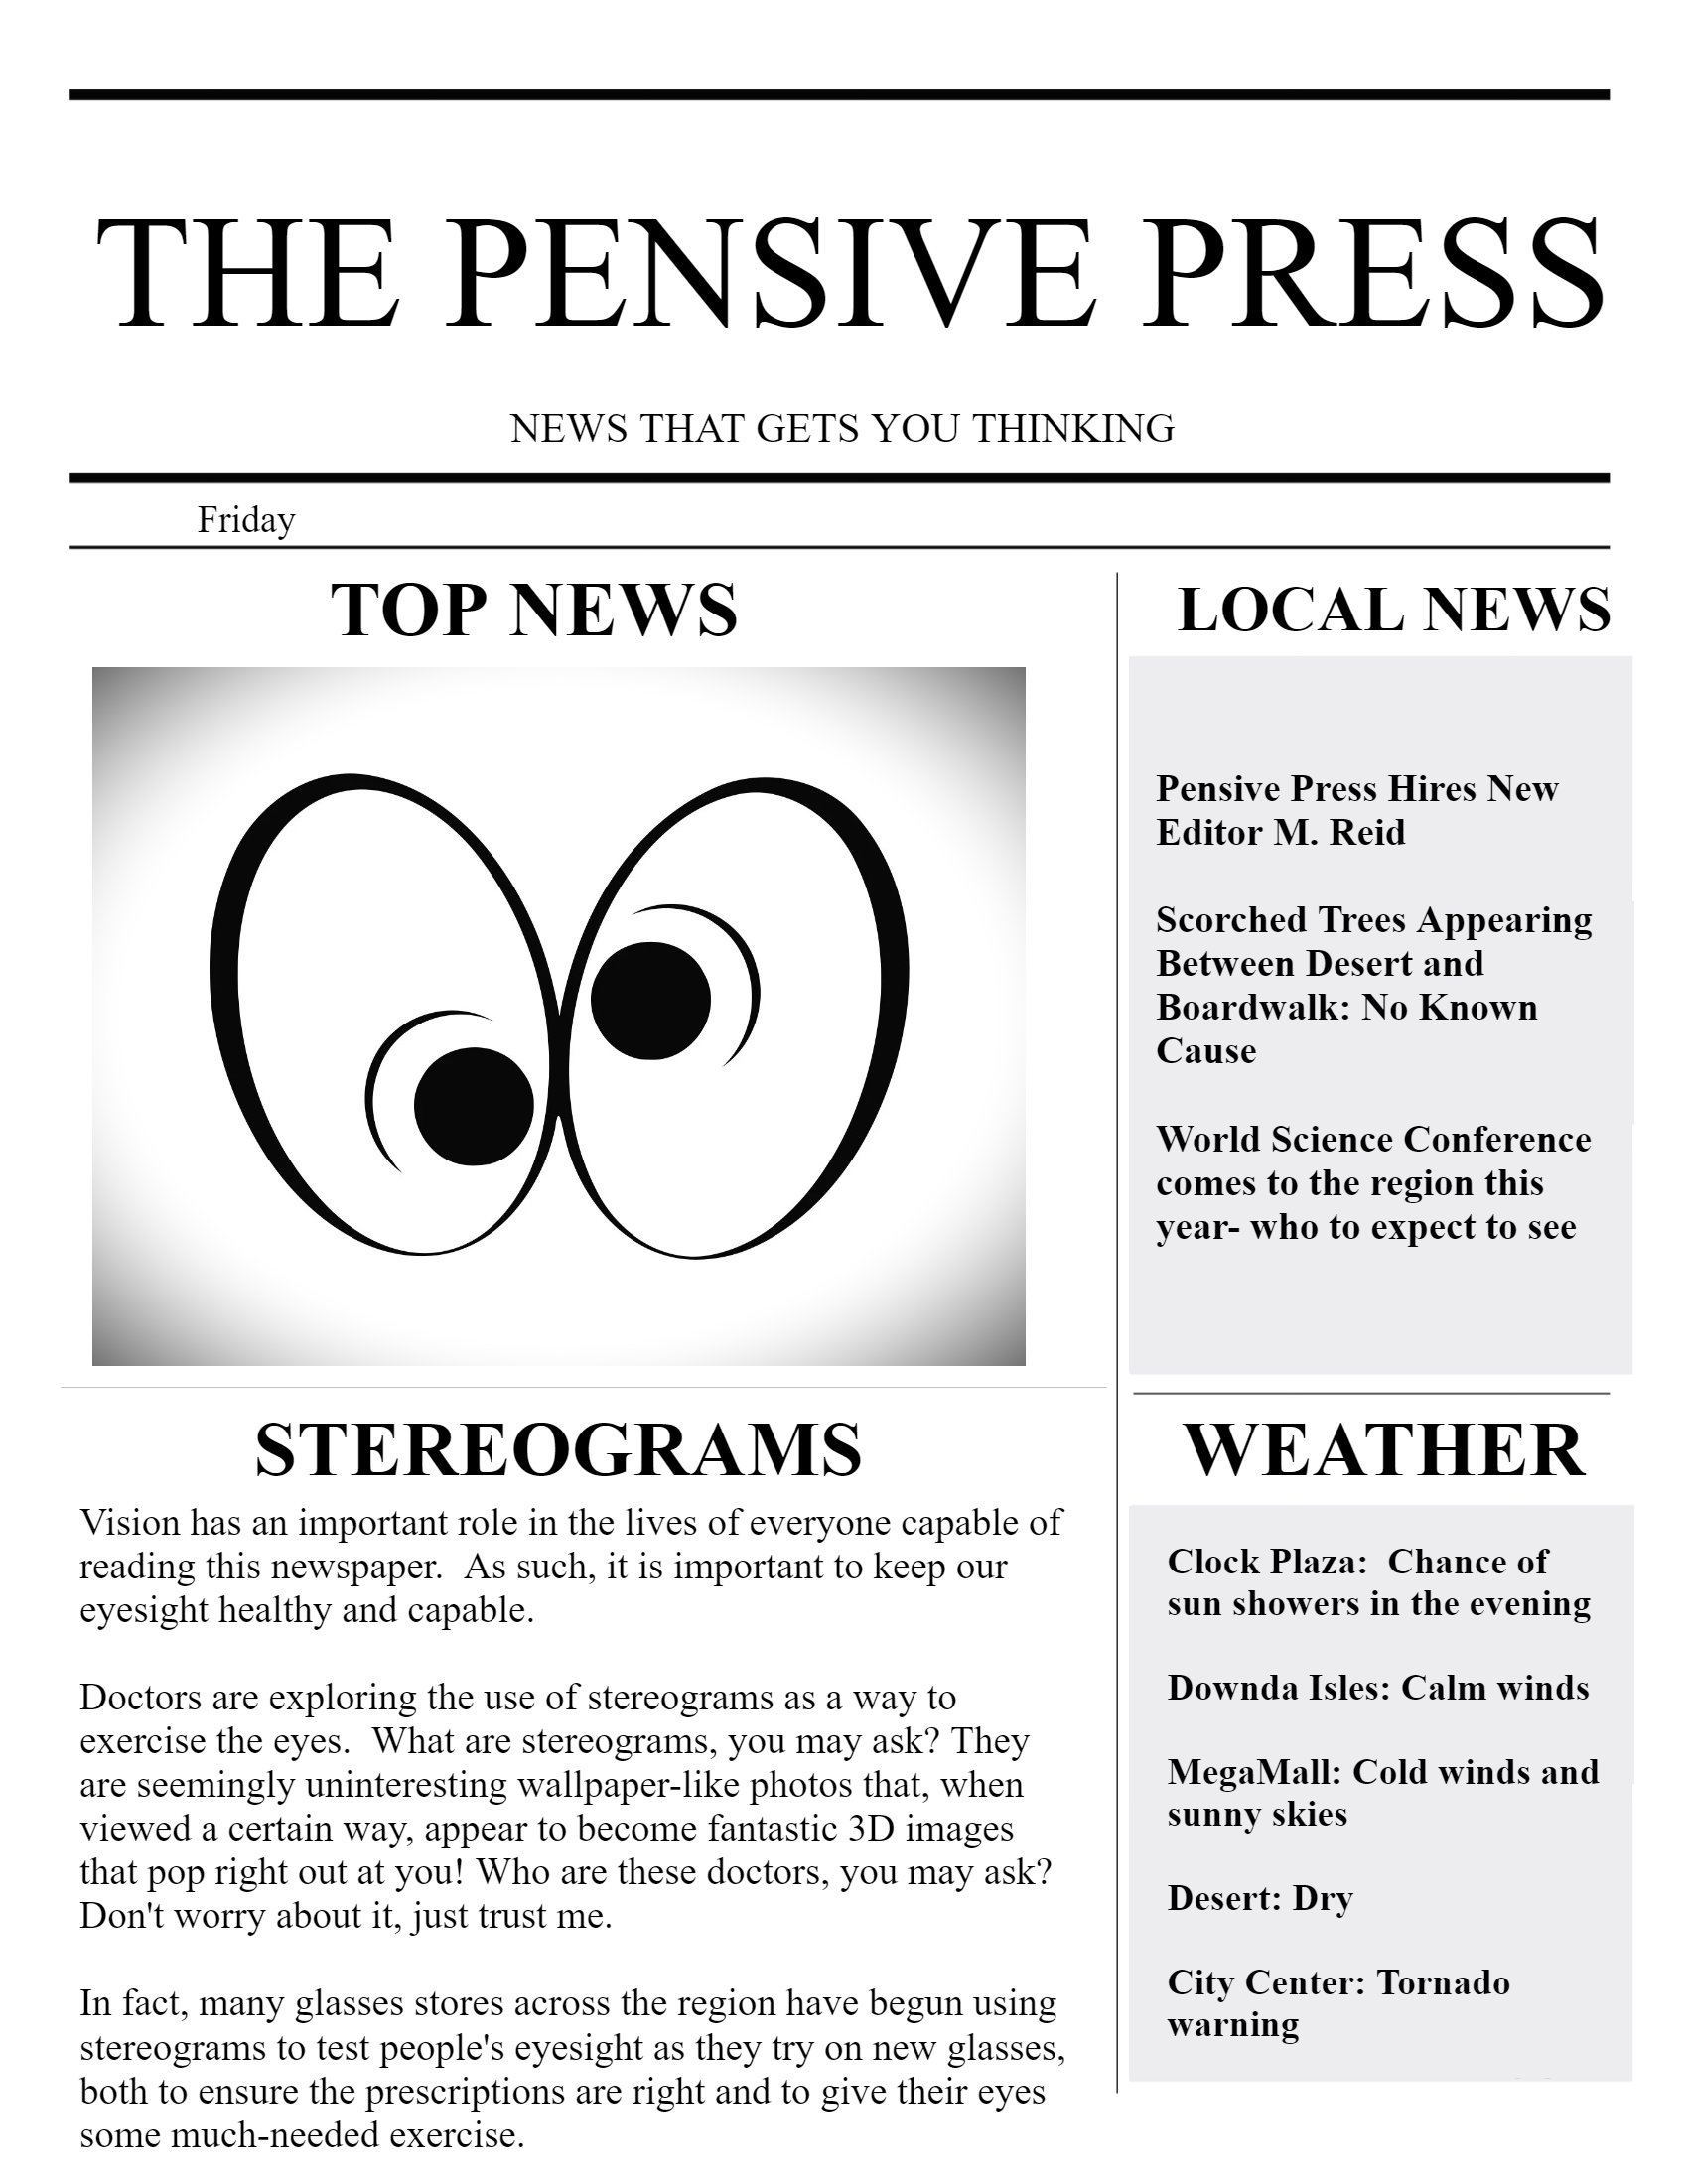 THE PENSIVE PRESS
NEWS THAT GETS YOU THINKING
Friday
TOP NEWS
STEREOGRAMS
Vision has an important role in the lives of everyone capable of
reading this newspaper.  As such, it is important to keep our
eyesight healthy and capable.
Doctors are exploring the use of stereograms as a way to
exercise the eyes.  What are stereograms, you may ask? They
are seemingly uninteresting wallpaper-like photos that, when
viewed a certain way, appear to become fantastic 3D images
that pop right out at you! Who are these doctors, you may ask?
Don't worry about it, just trust me.
In fact, many glasses stores across the region have begun using
stereograms to test people's eyesight as they try on new glasses,
both to ensure the prescriptions are right and to give their eyes
some much-needed exercise.
LOCAL NEWS
Pensive Press Hires New
Editor M. Reid
Scorched Trees Appearing
Between Desert and
Boardwalk: No Known
Cause
World Science Conference
comes to the region this
year- who to expect to see
WEATHER
Clock Plaza:  Chance of
sun showers in the evening
Downda Isles: Calm winds
MegaMall: Cold winds and
sunny skies
Desert: Dry
City Center: Tornado
warning